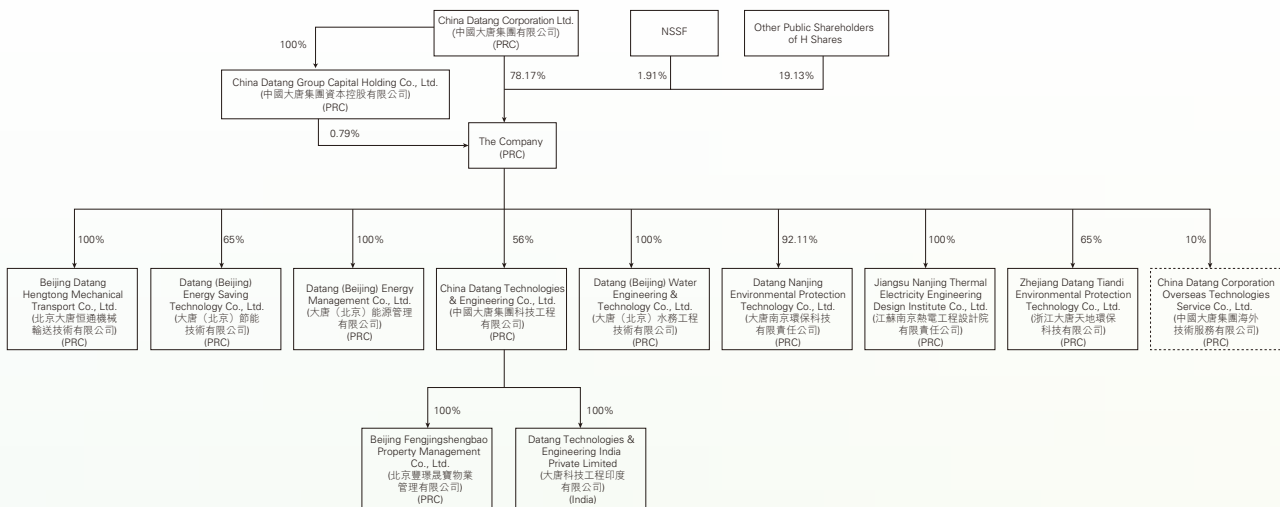 China Datang Corporation Ltd.
(中國大唐集團有限公司)
(PRC)
NSSF
Other Public Shareholders
of H Shares
100%
78.17%
1.91%
19.13%
China Datang Group Capital Holding Co., Ltd.
(中國大唐集團資本控股有限公司)
(PRC)
0.79%
The Company
(PRC)
100%
65%
100%
56%
100%
92.11%
100%
65%
10%
Beijing Datang
Hengtong Mechanical
Transport Co., Ltd.
(北京大唐恒通機械
輸送技術有限公司)
(PRC)
Datang (Beijing)
Energy Saving
Technology Co., Ltd.
(大唐（北京）節能
技術有限公司)
(PRC)
Datang (Beijing) Energy
Management Co., Ltd.
(大唐（北京）能源管理
有限公司)
(PRC)
China Datang Technologies
& Engineering Co., Ltd.
(中國大唐集團科技工程
有限公司)
(PRC)
Datang (Beijing) Water
Engineering &
Technology Co., Ltd.
(大唐（北京）水務工程
技術有限公司)
(PRC)
Datang Nanjing
Environmental Protection
Technology Co., Ltd.
(大唐南京環保科技
有限責任公司)
(PRC)
Jiangsu Nanjing Thermal
Electricity Engineering
Design Institute Co., Ltd.
(江蘇南京熱電工程設計院
有限責任公司)
(PRC)
Zhejiang Datang Tiandi
Environmental Protection
Technology Co., Ltd.
(浙江大唐天地環保
科技有限公司)
(PRC)
China Datang Corporation
Overseas Technologies
Service Co., Ltd.
(中國大唐集團海外
技術服務有限公司)
(PRC)
100%
100%
Beijing Fengjingshengbao
Property Management
Co., Ltd.
(北京豐璟晟寶物業
管理有限公司)
(PRC)
Datang Technologies &
Engineering India
Private Limited
(大唐科技工程印度
有限公司)
(India)